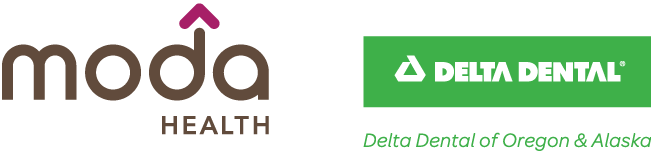 moda
HEALTH
DELTA DENTAL®
Delta Dental of Oregon & Alaska